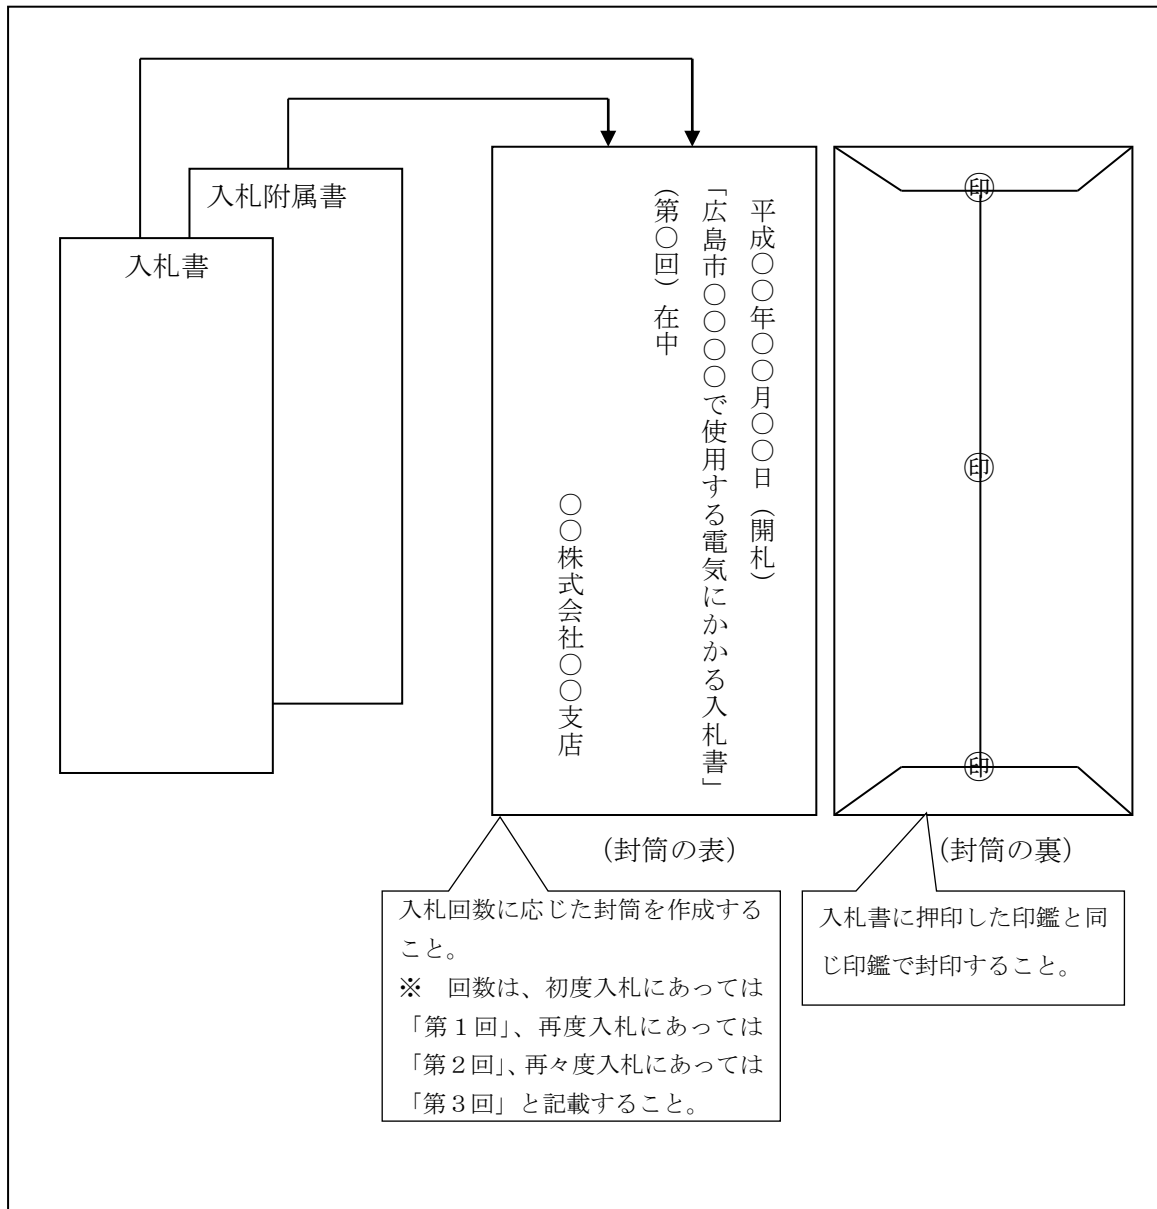 入札附属書
入札書
平成○○年○○月○○日（開札）
「広島市○○○○で使用する電気にかかる入札書」
（第○回）在中
○○株式会社○○支店
㊞
㊞
㊞
（封筒の表）
（封筒の裏）
入札回数に応じた封筒を作成する
こと。
※　回数は、初度入札にあっては
「第１回」、再度入札にあっては
「第２回」、再々度入札にあっては
「第３回」と記載すること。
入札書に押印した印鑑と同
じ印鑑で封印すること。